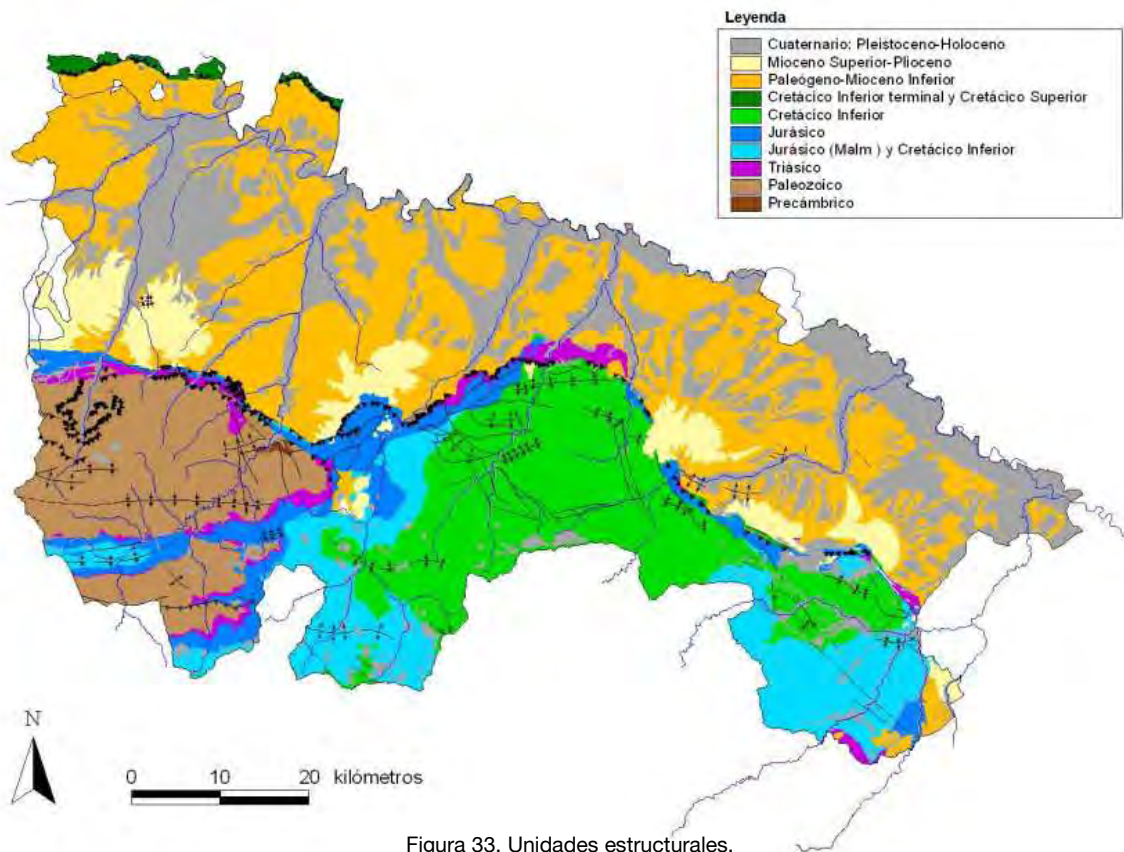 Leyenda
Cuaternario: Pleistoceno-Holoceno
Mioceno Superior-Plioceno
Paleógeno-Mioceno Inferior
Cretácico Inferior terminal y Cretácico Superior
Cretácico Inferior
Jurásico
Jurásico (Malm ) y Cretácico Inferior
Triásico
Paleozoico
Precámbrico
N
0 10 20 kilómetros
Figura 33. Unidades estructurales.